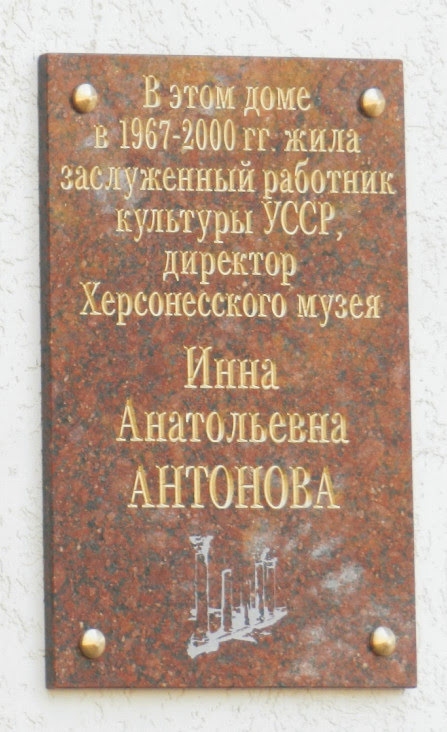 В этом доме
в 1967-2000 гг. жила
заслуженный работник
культуры УССР,
директор
Херсонесского музея
Инна
Анатольевна
АНТОНОВА